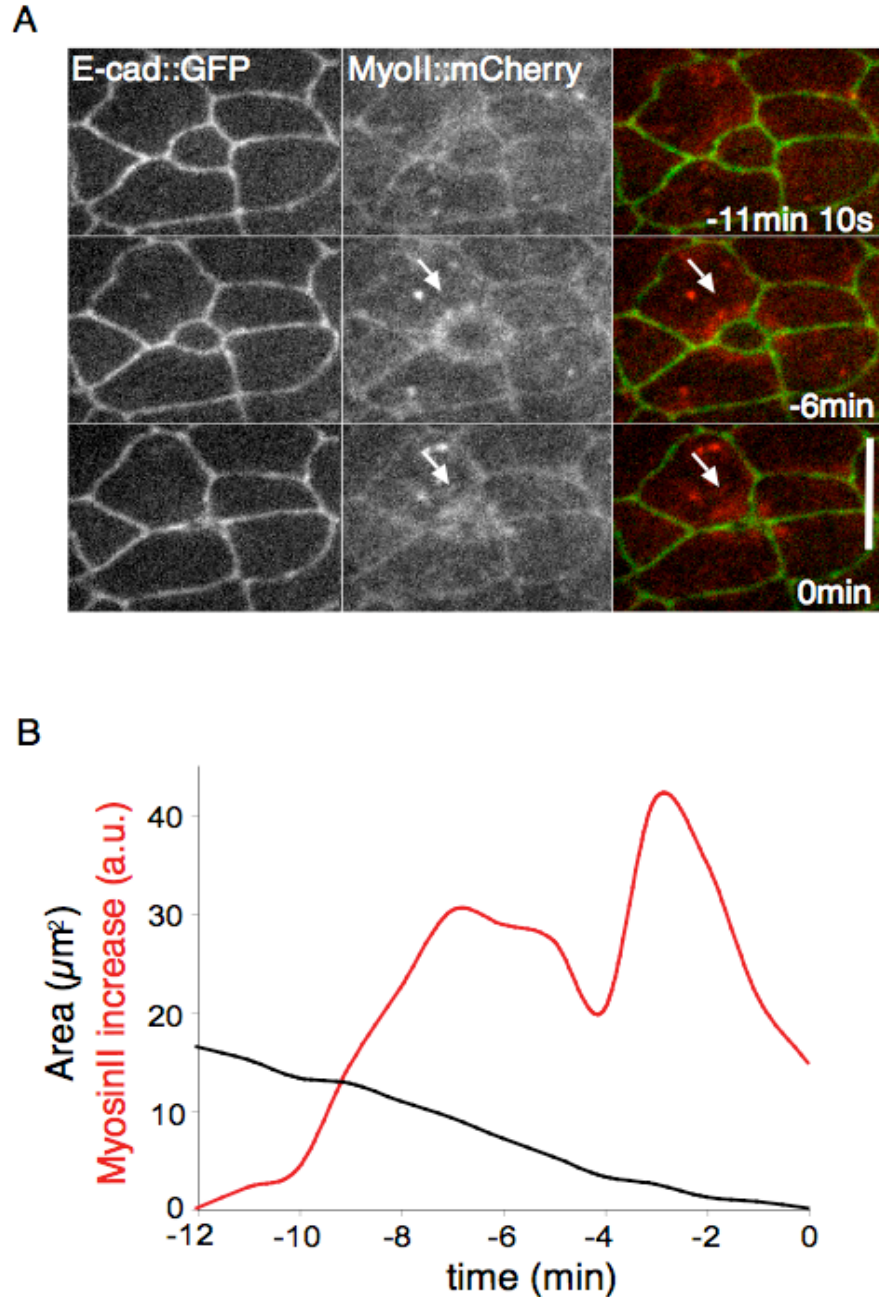 A
E-cad::GFP
MyoII::mCherry
-11min 10s
-6min
0min
B
Area (µm²)
MyosinII increase (a.u.)
40
30
20
10
0
-12
-10
-8
-6
-4
-2
0
time (min)